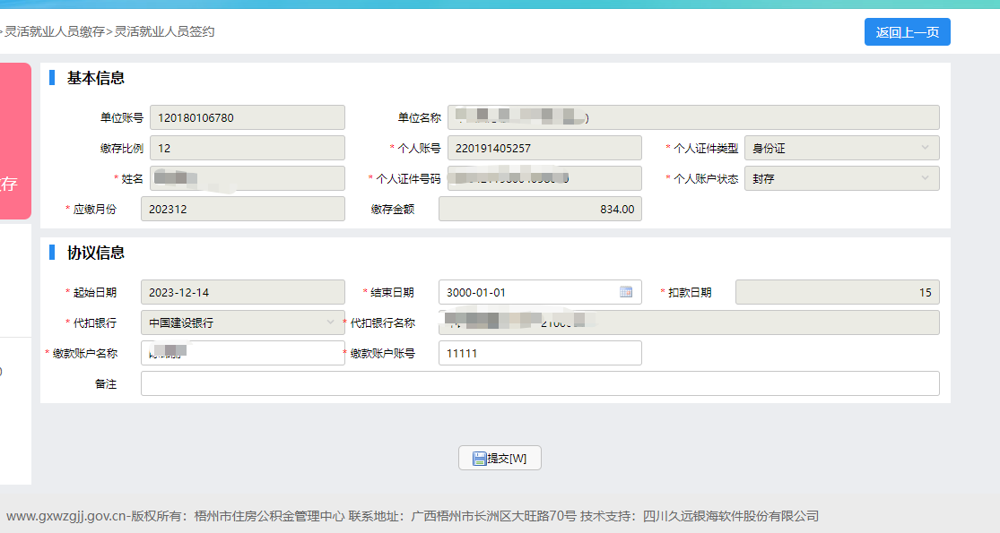 >灵活就业人员缴存>灵活就业人员签约
返回上一页
存
基本信息
单位账号 120180106780 单位名称 )
缴存比例 12 * 个人账号 220191405257 * 个人证件类型 身份证
* 姓名 * 个人证件号码 * 个人账户状态 封存
* 应缴月份 202312 缴存金额 834.00
协议信息
* 起始日期 2023-12-14 * 结束日期 3000-01-01 * 扣款日期 15
* 代扣银行 中国建设银行 * 代扣银行名称
* 缴款账户名称 * 缴款账户账号 11111
备注
提交[W]
www.gxwzgjj.gov.cn-版权所有：梧州市住房公积金管理中心 联系地址：广西梧州市长洲区大旺路70号 技术支持：四川久远银海软件股份有限公司